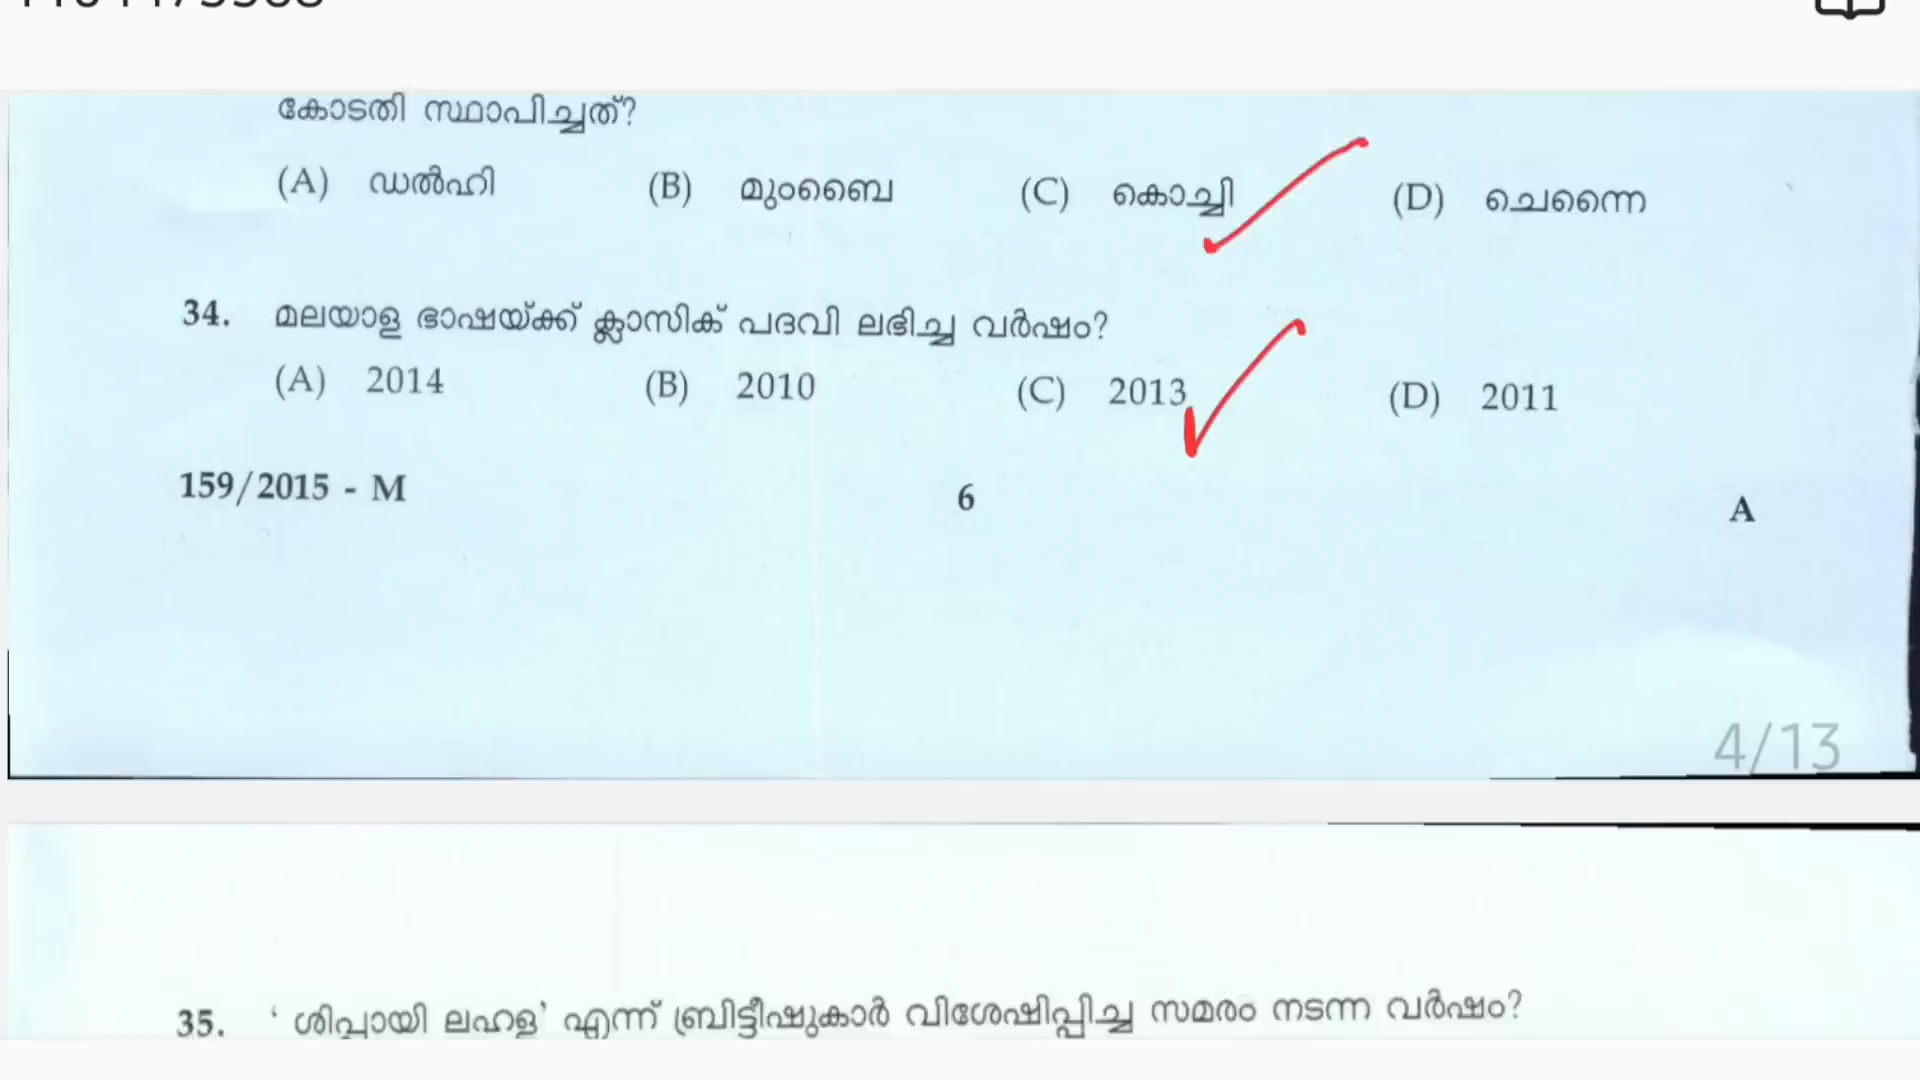 കോടതി സ്ഥാപിച്ചത്?
(A) ഡൽഹി (B) മുംബൈ (C) കൊച്ചി (D) ചെന്നൈ
34. മലയാള ഭാഷയ്ക്ക് ക്ലാസിക് പദവി ലഭിച്ച വർഷം?
(A) 2014 (B) 2010 (C) 2013 (D) 2011
159/2015 - M 6 A
4/13
35. ‘ ശിപ്പായി ലഹള’ എന്ന് ബ്രിട്ടീഷുകാർ വിശേഷിപ്പിച്ച സമരം നടന്ന വർഷം?